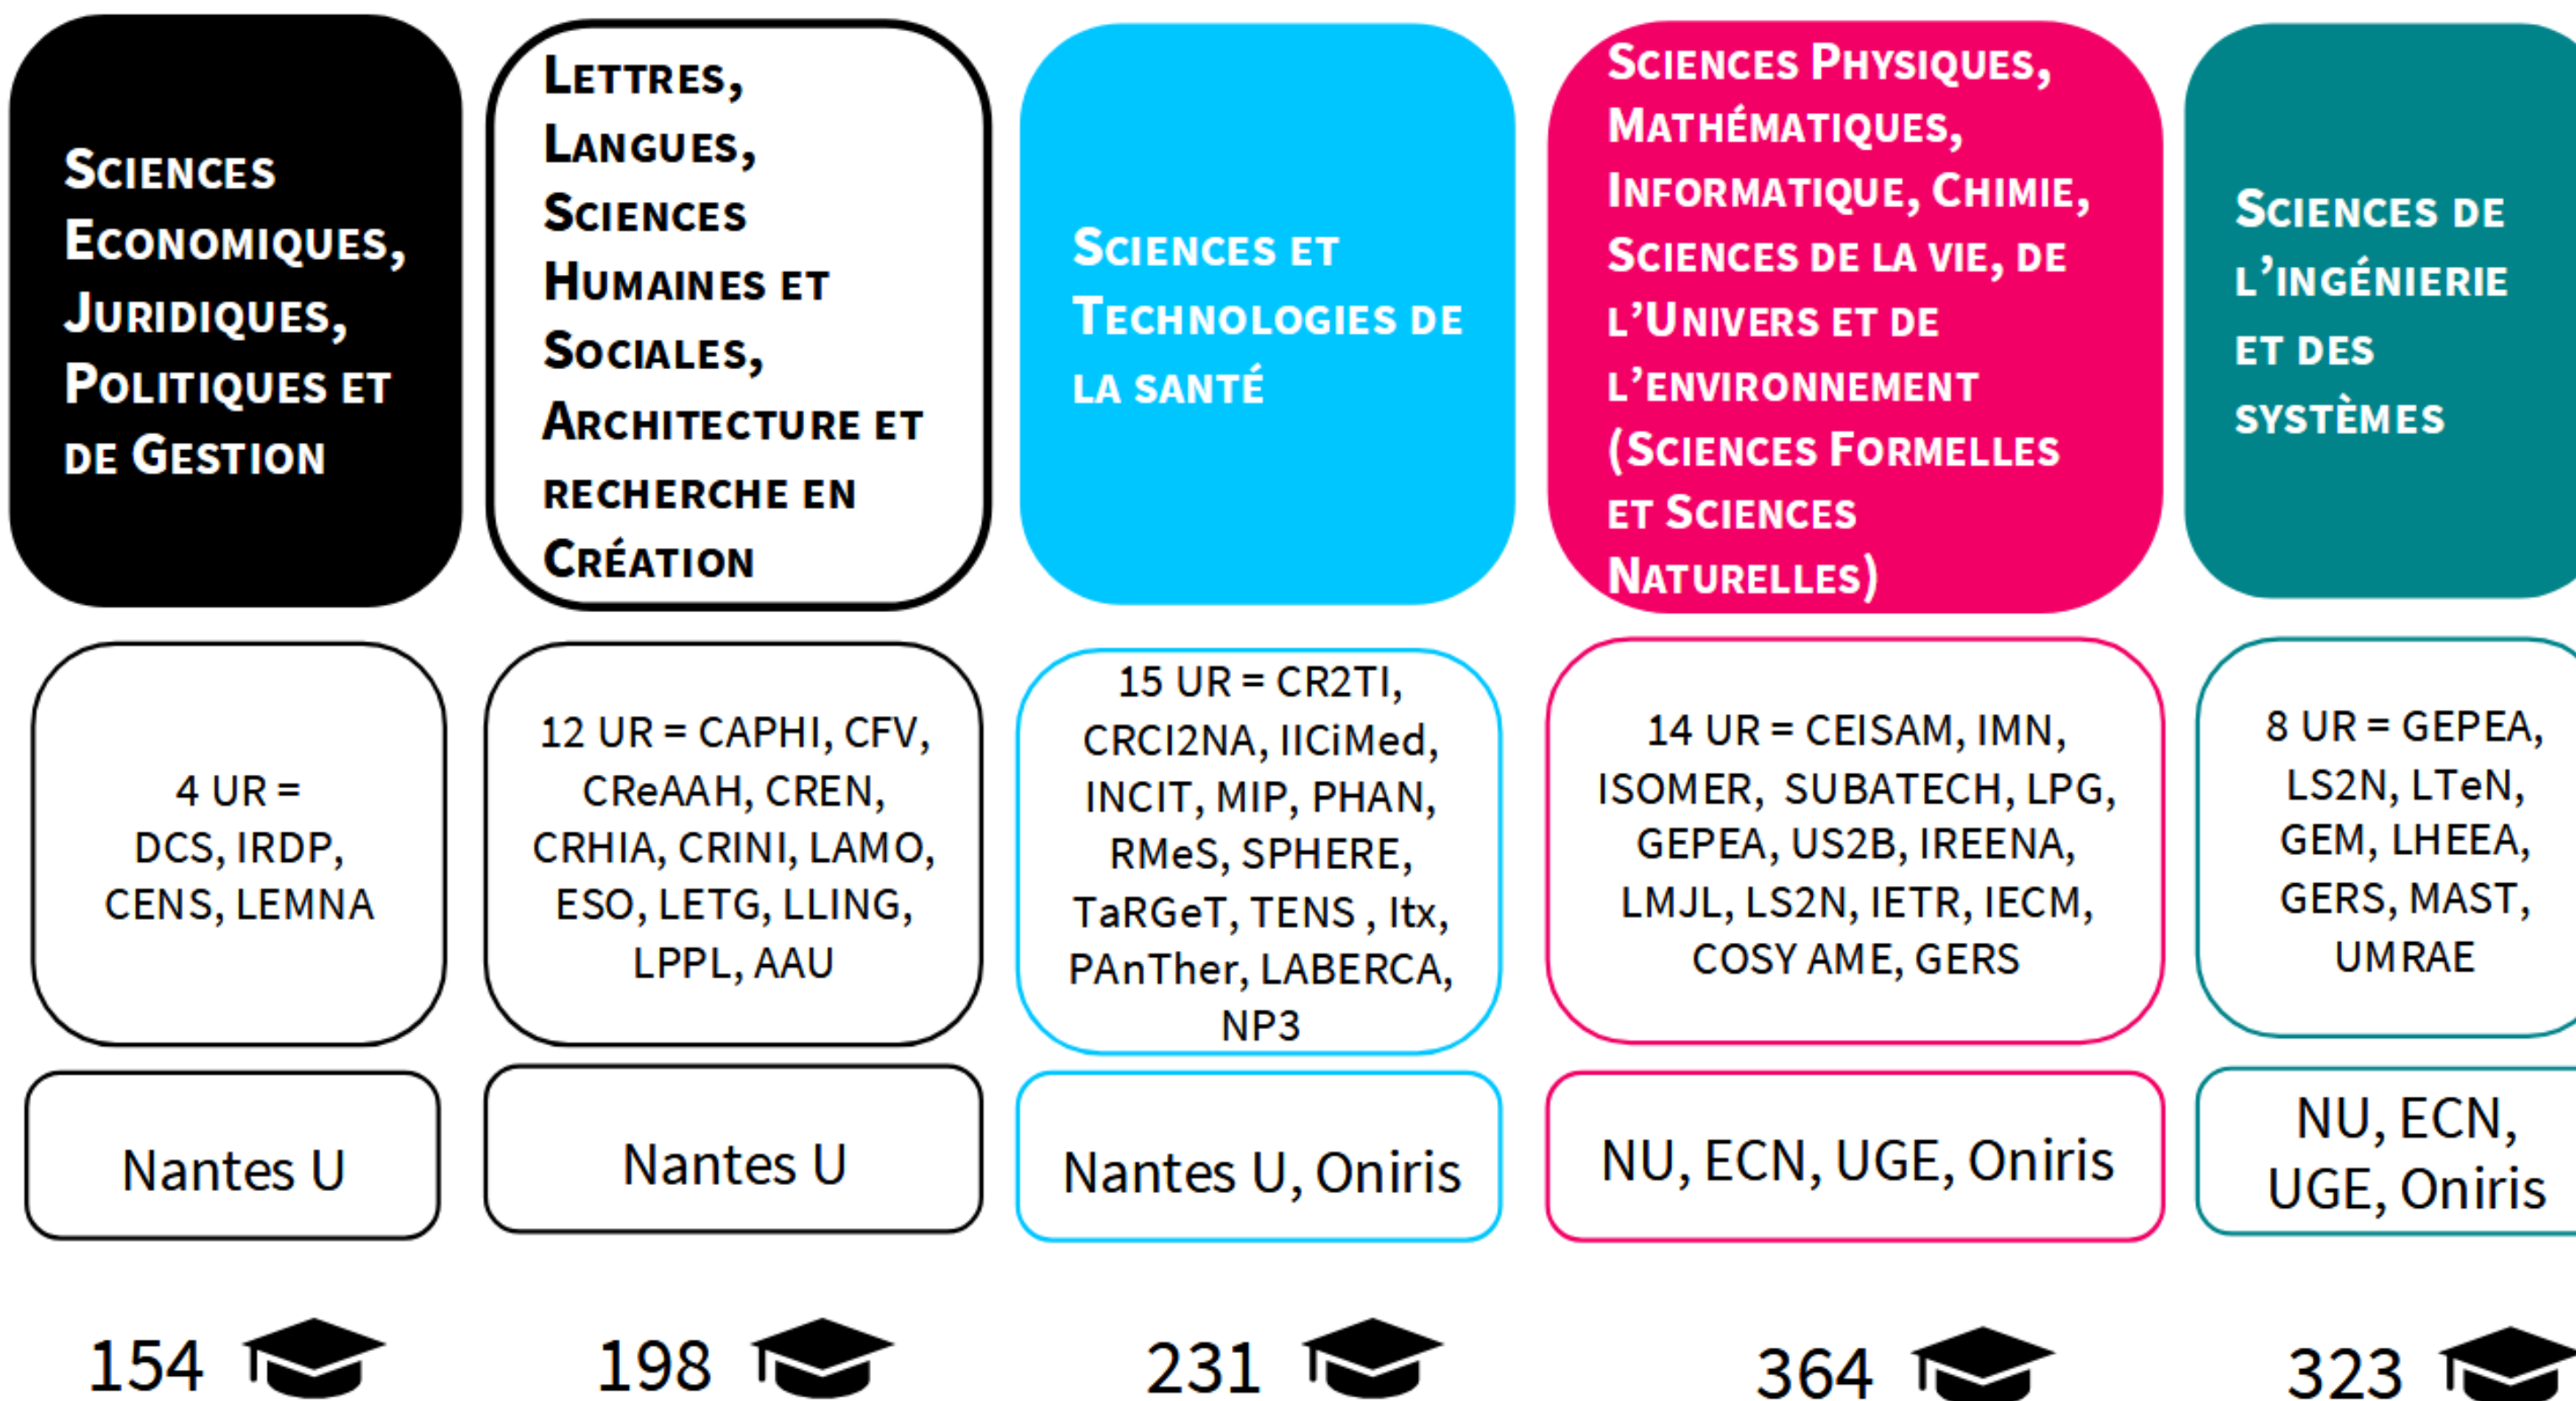 Sciences
Economiques,
Juridiques,
Politiques et
de Gestion
Lettres,
Langues,
Sciences
Humaines et
Sociales,
Architecture et
recherche en
Création
Sciences et
Technologies de
la santé
Sciences Physiques,
Mathématiques,
Informatique, Chimie,
Sciences de la vie, de
l’Univers et de
l’environnement
(Sciences Formelles
et Sciences
Naturelles)
Sciences de
l’ingénierie
et des
systèmes
4 UR =
DCS, IRDP,
CENS, LEMNA
12 UR = CAPHI, CFV,
CReAAH, CREN,
CRHIA, CRINI, LAMO,
ESO, LETG, LLING,
LPPL, AAU
15 UR = CR2TI,
CRCI2NA, IICiMed,
INCIT, MIP, PHAN,
RMeS, SPHERE,
TaRGeT, TENS , Itx,
PAnTher, LABERCA,
NP3
14 UR = CEISAM, IMN,
ISOMER, SUBATECH, LPG,
GEPEA, US2B, IREENA,
LMJL, LS2N, IETR, IECM,
COSY AME, GERS
8 UR = GEPEA,
LS2N, LTeN,
GEM, LHEEA,
GERS, MAST,
UMRAE
Nantes U
Nantes U
Nantes U, Oniris
NU, ECN, UGE, Oniris
NU, ECN,
UGE, Oniris
154
198
231
364
323